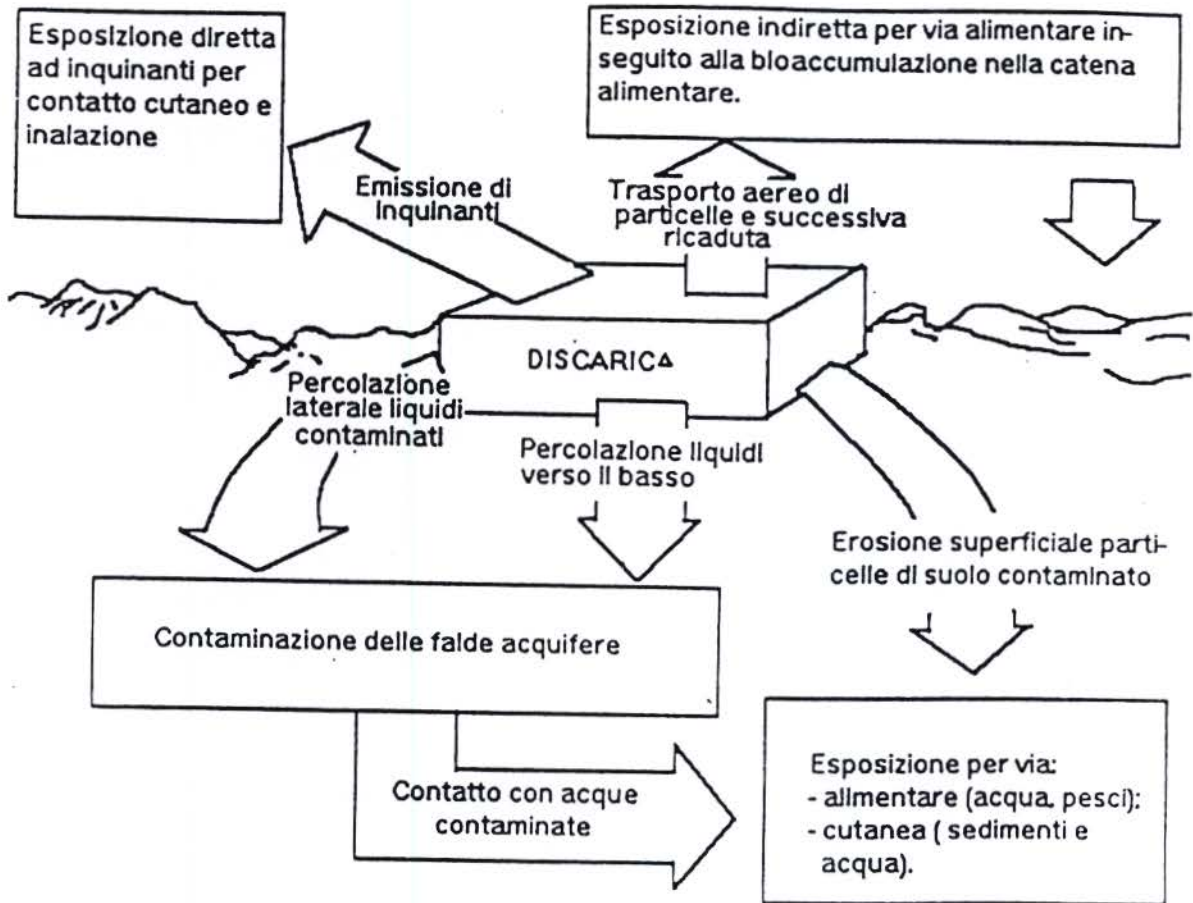 Esposizione diretta
ad inquinanti per
contatto cutaneo e
inalazione
Esposizione indiretta per via alimentare in-
seguito alla bioaccumulazione nella catena
alimentare.
Emissione di
inquinanti
Trasporto aereo di
particelle e successiva
ricaduta
DISCARICA
Percolazione
laterale liquidi
contaminati
Percolazione liquidi
verso il basso
Erosione superficiale parti-
celle di suolo contaminato
Contaminazione delle falde acquifere
Contatto con acque
contaminate
Esposizione per via:
- alimentare (acqua, pesci);
- cutanea ( sedimenti e
acqua).